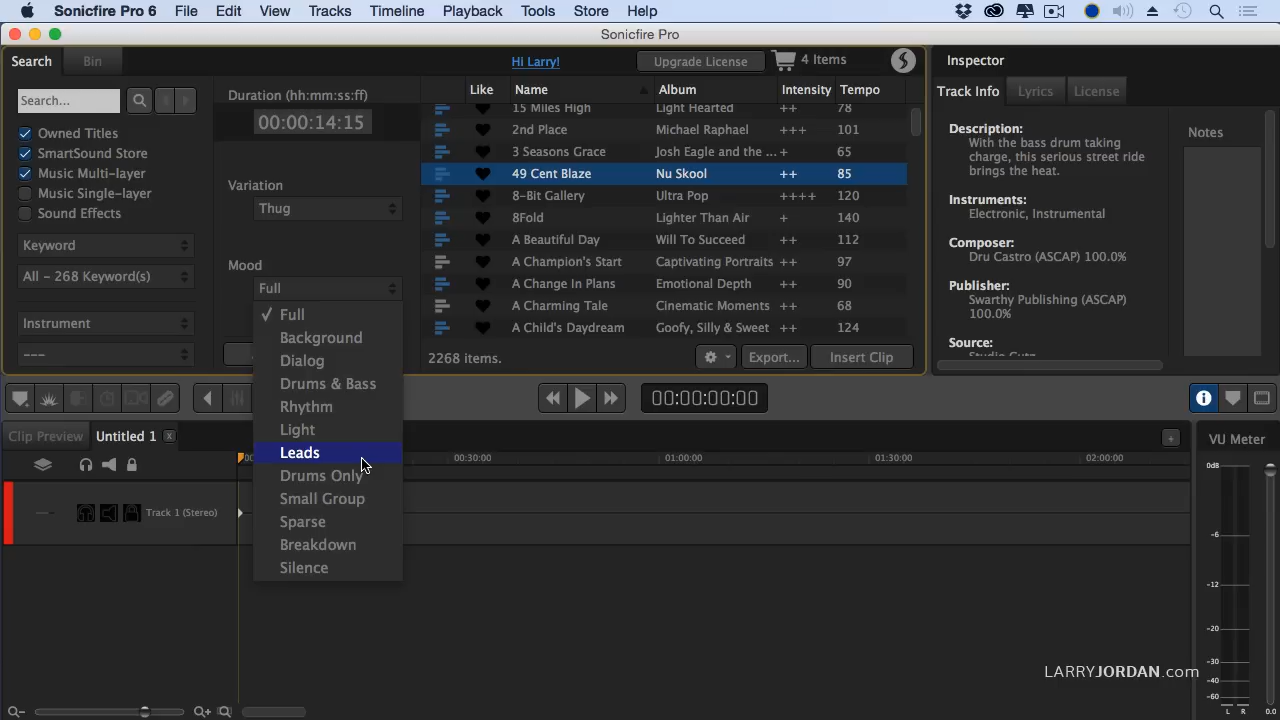 Sonicfire Pro 6 File Edit View Tracks Timeline Playback Tools Store Help
Sonicfire Pro
Search Bin
Hi Larry!
Upgrade License
4 Items
Search...
Owned Titles
SmartSound Store
Music Multi-layer
Music Single-layer
Sound Effects
Keyword
All - 268 Keyword(s)
Instrument
---
Duration (hh:mm:ss:ff)
00:00:14:15
Variation
Thug
Mood
Full
✓ Full
Background
Dialog
Drums & Bass
Rhythm
Light
Leads
Drums Only
Small Group
Sparse
Breakdown
Silence
Like Name Album Intensity Tempo
15 Miles High Light Hearted ++ 78
2nd Place Michael Raphael +++ 101
3 Seasons Grace Josh Eagle and the ... + 65
49 Cent Blaze Nu Skool ++ 85
8-Bit Gallery Ultra Pop ++++ 120
8Fold Lighter Than Air + 140
A Beautiful Day Will To Succeed ++ 112
A Champion's Start Captivating Portraits ++ 97
A Change In Plans Emotional Depth ++ 90
A Charming Tale Cinematic Moments ++ 68
A Child's Daydream Goofy, Silly & Sweet ++ 124
2268 items.
Export...
Insert Clip
Inspector
Track Info Lyrics License
Description:
With the bass drum taking
charge, this serious street ride
brings the heat.
Instruments:
Electronic, Instrumental
Composer:
Dru Castro (ASCAP) 100.0%
Publisher:
Swarthy Publishing (ASCAP)
100.0%
Source:
Notes
00:00:00:00
Clip Preview Untitled 1 x
+
00:30:00 01:00:00 01:30:00 02:00:00
Track 1 (Stereo)
VU Meter
0dB
-6
-12
-20
-30
-40
-60
L R 0.0
LARRYJORDAN.com